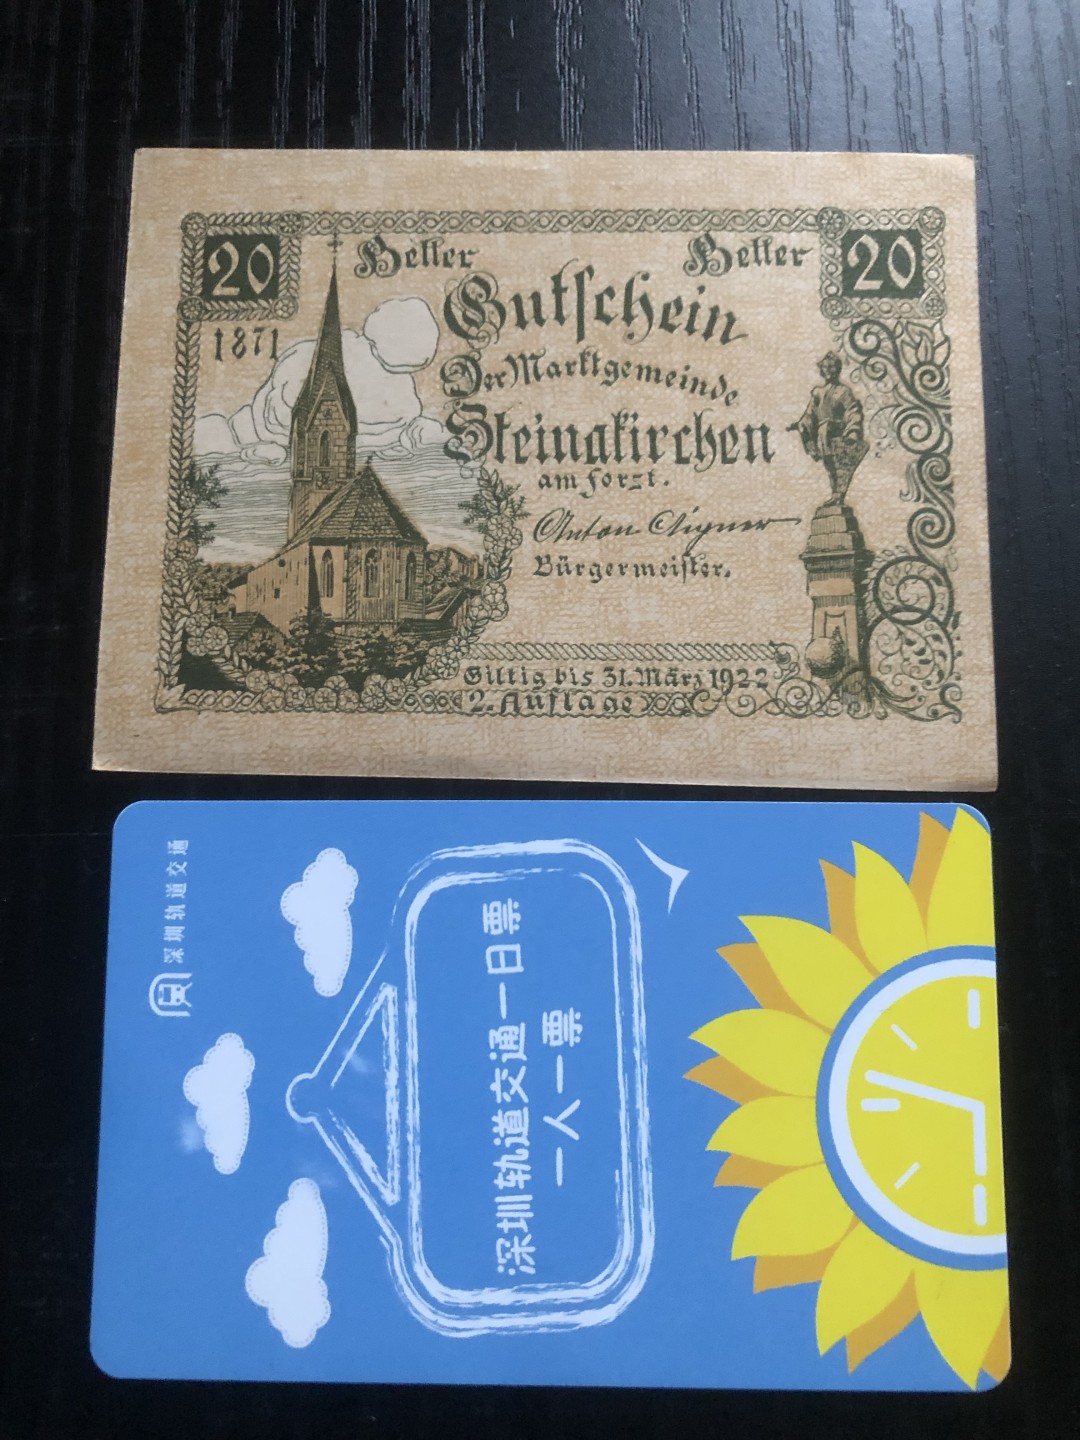 20 Heller Heller 20
1871
Gutschein
Der Marktgemeinde
Steinakirchen
am Forst.
Anton Aigner
Bürgermeister.
Giltig bis 31. März 1922
2. Auflage
深圳轨道交通
深圳轨道交通一日票
一人一票